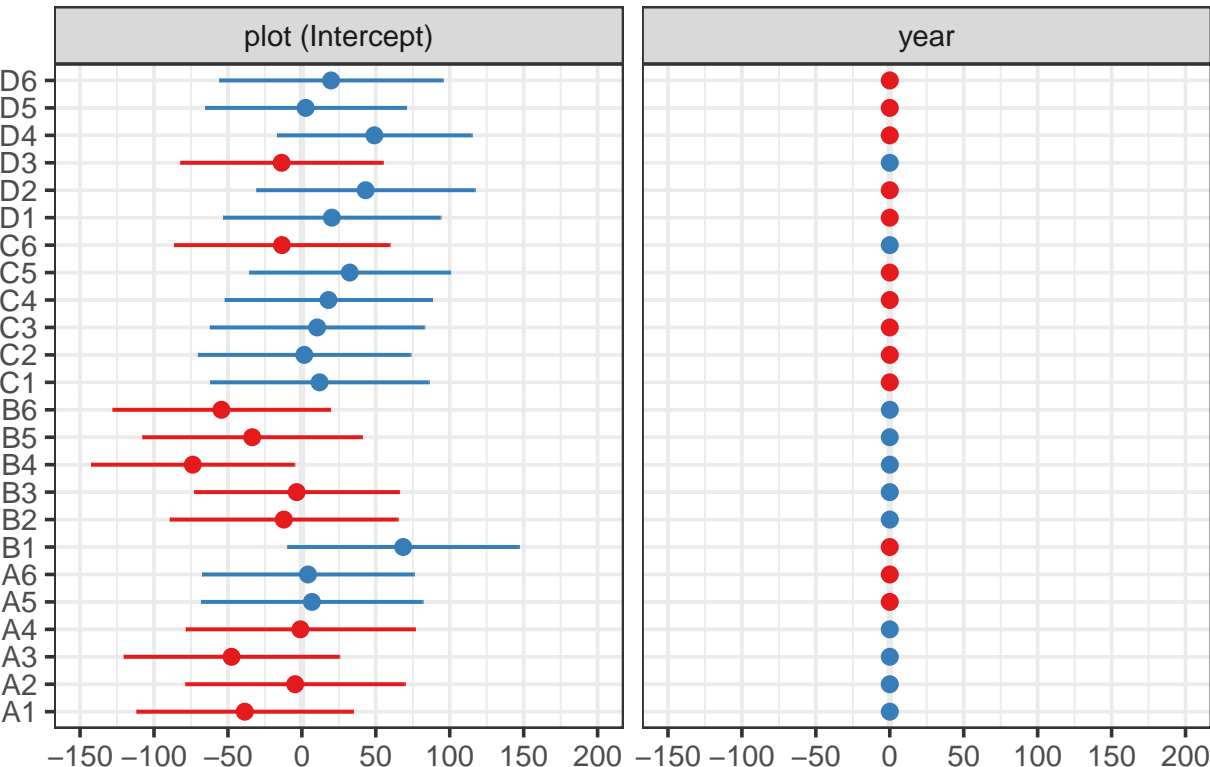 plot (Intercept) year
D6
D5
D4
D3
D2
D1
C6
C5
C4
C3
C2
C1
B6
B5
B4
B3
B2
B1
A6
A5
A4
A3
A2
A1
−150 −100 −50 0 50 100 150 200 −150 −100 −50 0 50 100 150 200